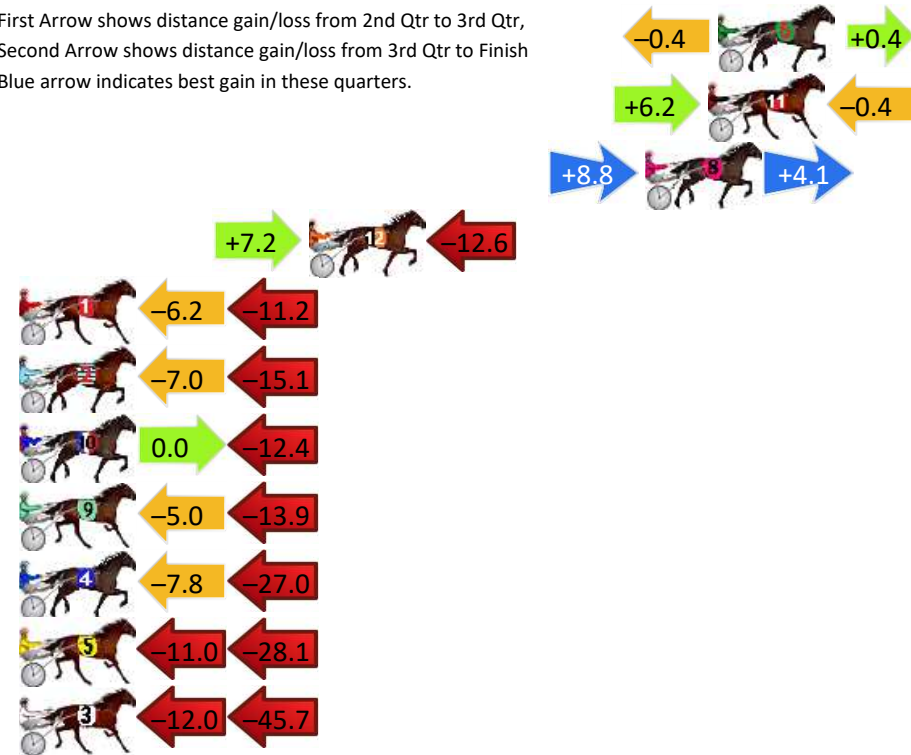 First Arrow shows distance gain/loss from 2nd Qtr to 3rd Qtr,
Second Arrow shows distance gain/loss from 3rd Qtr to Finish
Blue arrow indicates best gain in these quarters.
–0.4 6 +0.4
+6.2 11 –0.4
+8.8 8 +4.1
+7.2 12 –12.6
1 –6.2 –11.2
2 –7.0 –15.1
10 0.0 –12.4
9 –5.0 –13.9
4 –7.8 –27.0
5 –11.0 –28.1
3 –12.0 –45.7